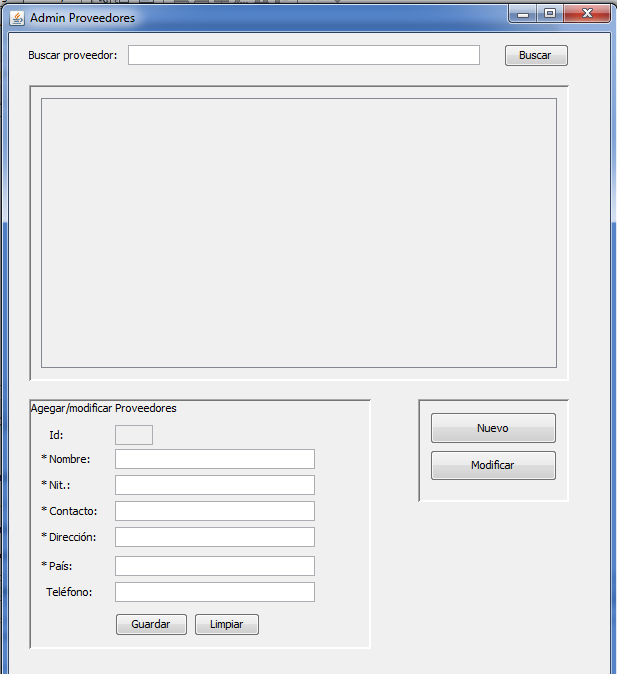 Admin Proveedores
Buscar proveedor: Buscar
Agegar/modificar Proveedores
Id:
* Nombre:
* Nit.:
* Contacto:
* Dirección:
* País:
Teléfono:
Guardar Limpiar
Nuevo
Modificar